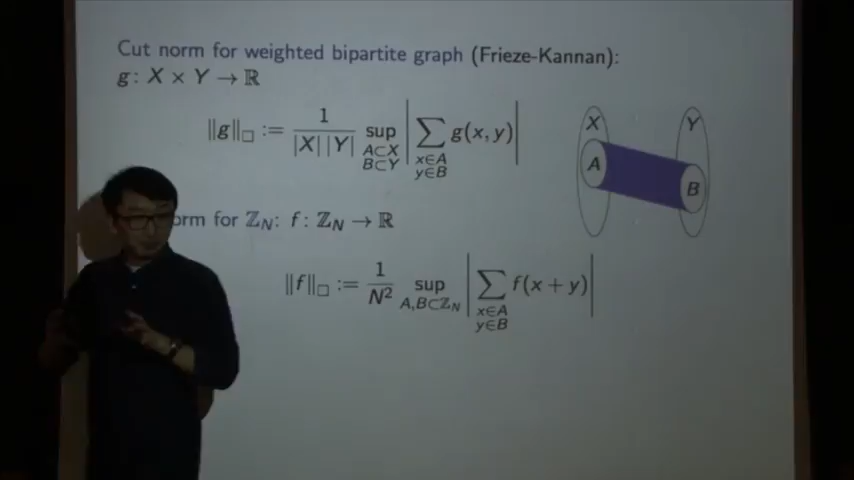 Cut norm for weighted bipartite graph (Frieze-Kannan):
g: X × Y → ℝ
‖g‖□ := 1/(|X||Y|) sup_{A⊂X, B⊂Y} |∑_{x∈A, y∈B} g(x, y)|
X Y
A B
orm for ℤ_N: f: ℤ_N → ℝ
‖f‖□ := 1/N² sup_{A,B⊂ℤ_N} |∑_{x∈A, y∈B} f(x + y)|